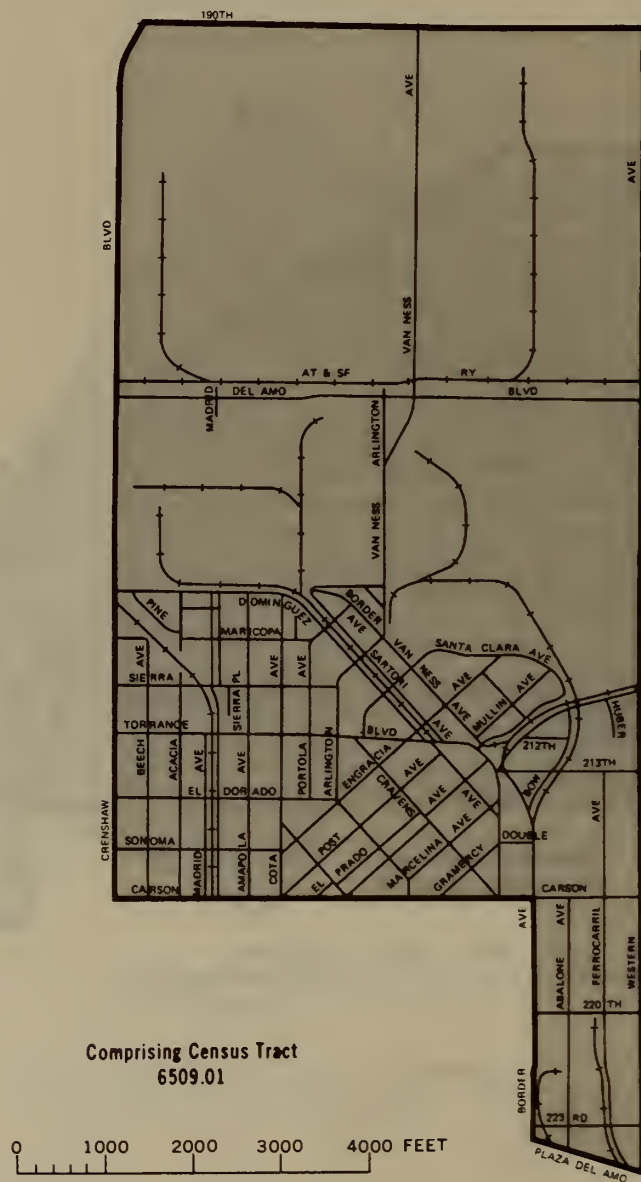 190TH
AVE
AVE
BLVD
VAN NESS
AT & SF RY
DEL AMO BLVD
MADRID
ARLINGTON
VAN NESS
PINE
DOMINGUEZ
BORDER AVE
MARICOPA
SARTORI AVE
VAN NESS AVE
SANTA CLARA AVE
AVE
SIERRA
SIERRA PL
AVE
AVE
MULLIN AVE
AVE
HUBER
TORRANCE BLVD
212TH
213TH
BEECH
ACACIA
AVE
AVE
PORTOLA
ARLINGTON
ENGRACIA AVE
CRAVENS AVE
BOW
EL DORADO
AVE
CRENSHAW
SONOMA
POST AVE
DOUBLE
EL PRADO
MARCELINA AVE
GRAMERCY
CARSON
MADRID
AMAPOLA
COTA
CARSON
AVE
AVE
ABALONE
FERROCARRIL
WESTERN
220TH
BORDER
223 RD
PLAZA DEL AMO
Comprising Census Tract
6509.01
0 1000 2000 3000 4000 FEET